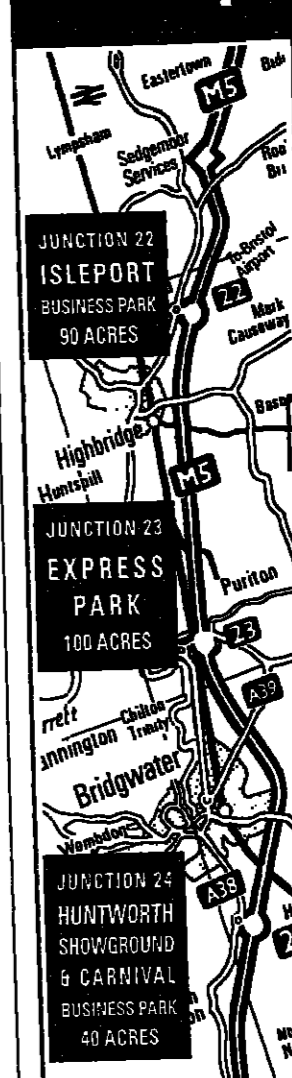 Eastertown
M5
Lympsham
Sedgemoor
Services
JUNCTION 22
ISLEPORT
BUSINESS PARK
90 ACRES
To Bristol
Airport
22
Mark
Causeway
Highbridge
Huntspill
M5
JUNCTION 23
EXPRESS
PARK
100 ACRES
Puriton
23
A39
Chilton
Trinity
Bridgwater
Wembdon
A38
JUNCTION 24
HUNTWORTH
SHOWGROUND
& CARNIVAL
BUSINESS PARK
40 ACRES